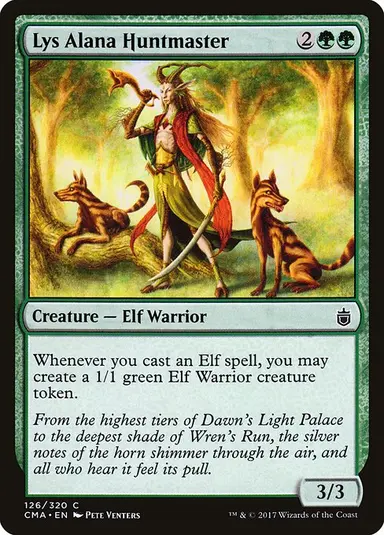 Lys Alana Huntmaster 2
Creature — Elf Warrior
Whenever you cast an Elf spell, you may
create a 1/1 green Elf Warrior creature
token.
From the highest tiers of Dawn's Light Palace
to the deepest shade of Wren's Run, the silver
notes of the horn shimmer through the air, and
all who hear it feel its pull.
3/3
126/320 C
CMA • EN Pete Venters
™ & © 2017 Wizards of the Coast